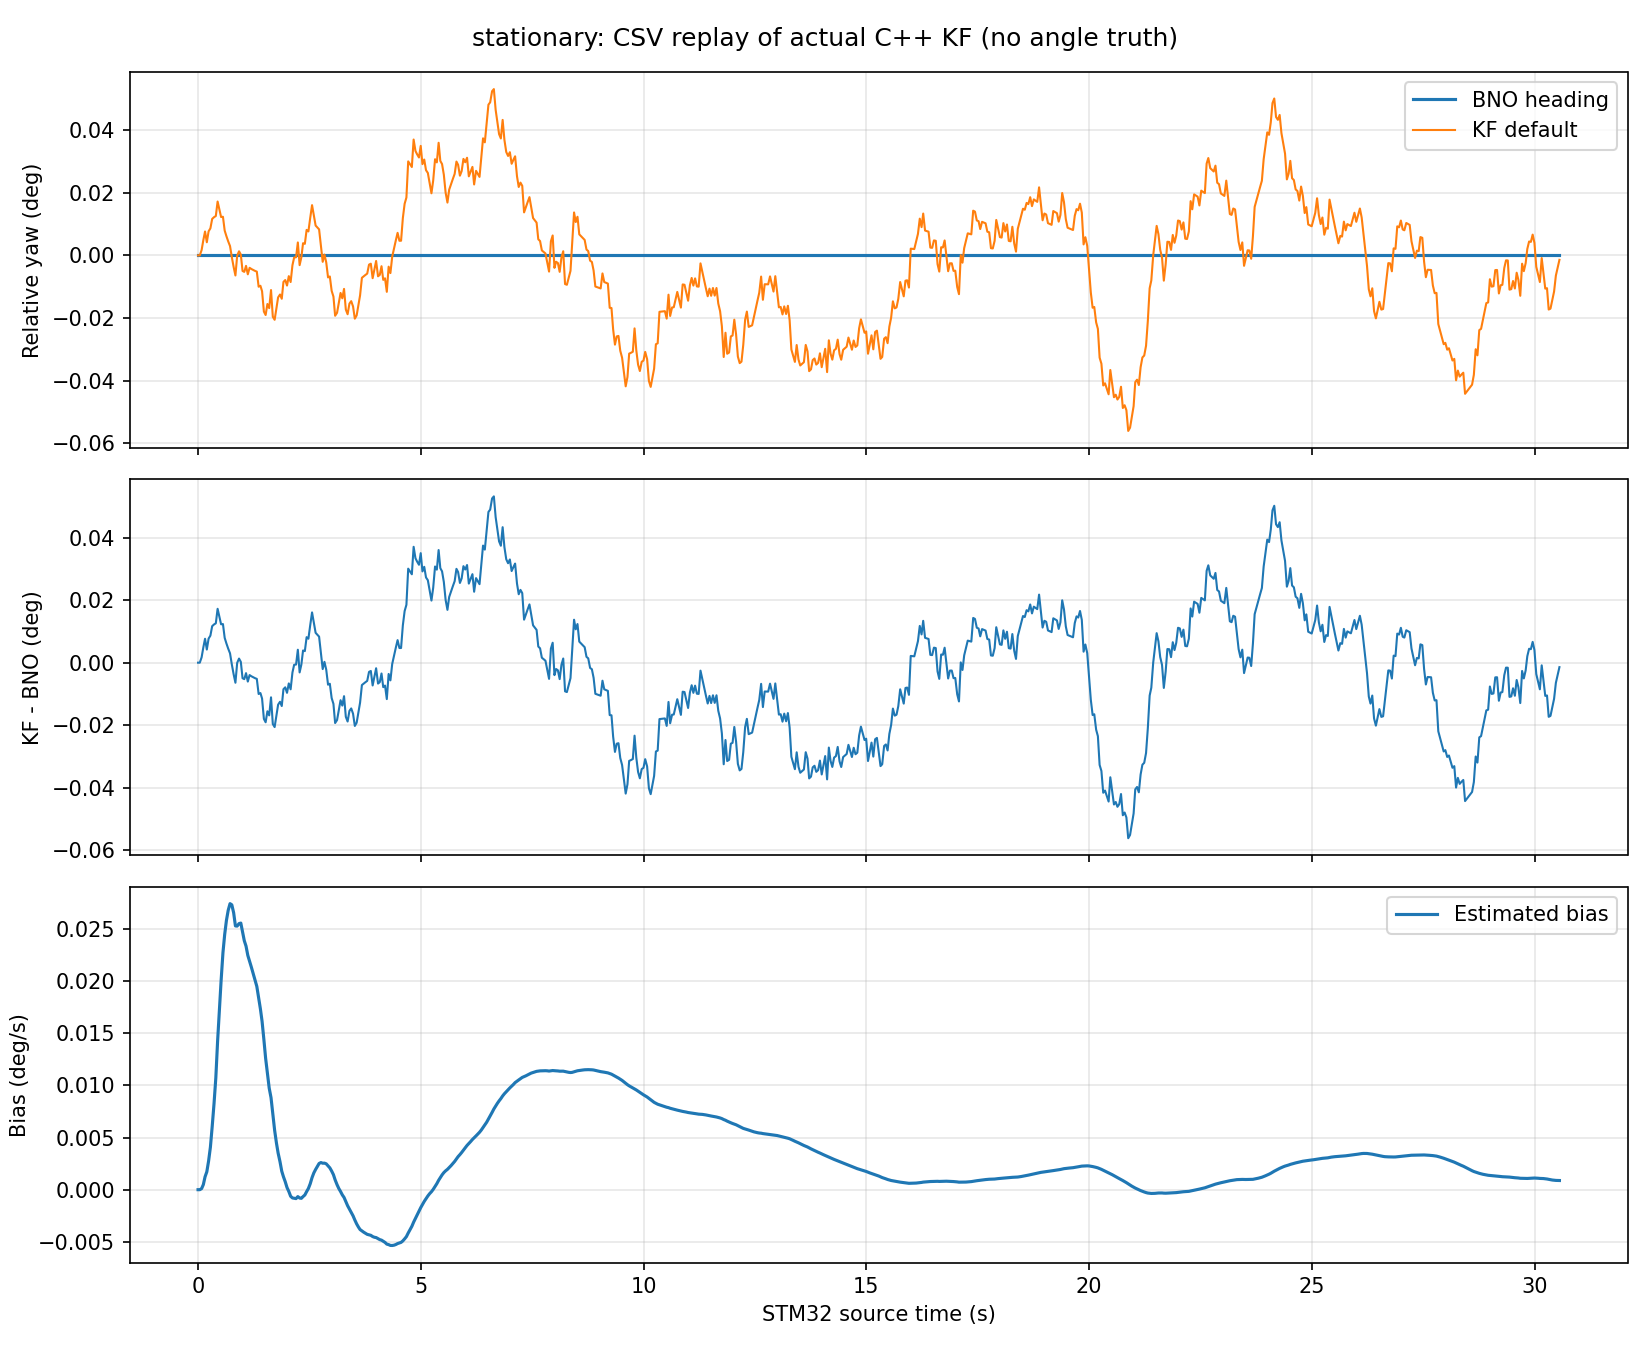 stationary: CSV replay of actual C++ KF (no angle truth)
Relative yaw (deg)
0.04
0.02
0.00
−0.02
−0.04
−0.06
BNO heading
KF default
KF - BNO (deg)
0.04
0.02
0.00
−0.02
−0.04
−0.06
Bias (deg/s)
0.025
0.020
0.015
0.010
0.005
0.000
−0.005
Estimated bias
0 5 10 15 20 25 30
STM32 source time (s)